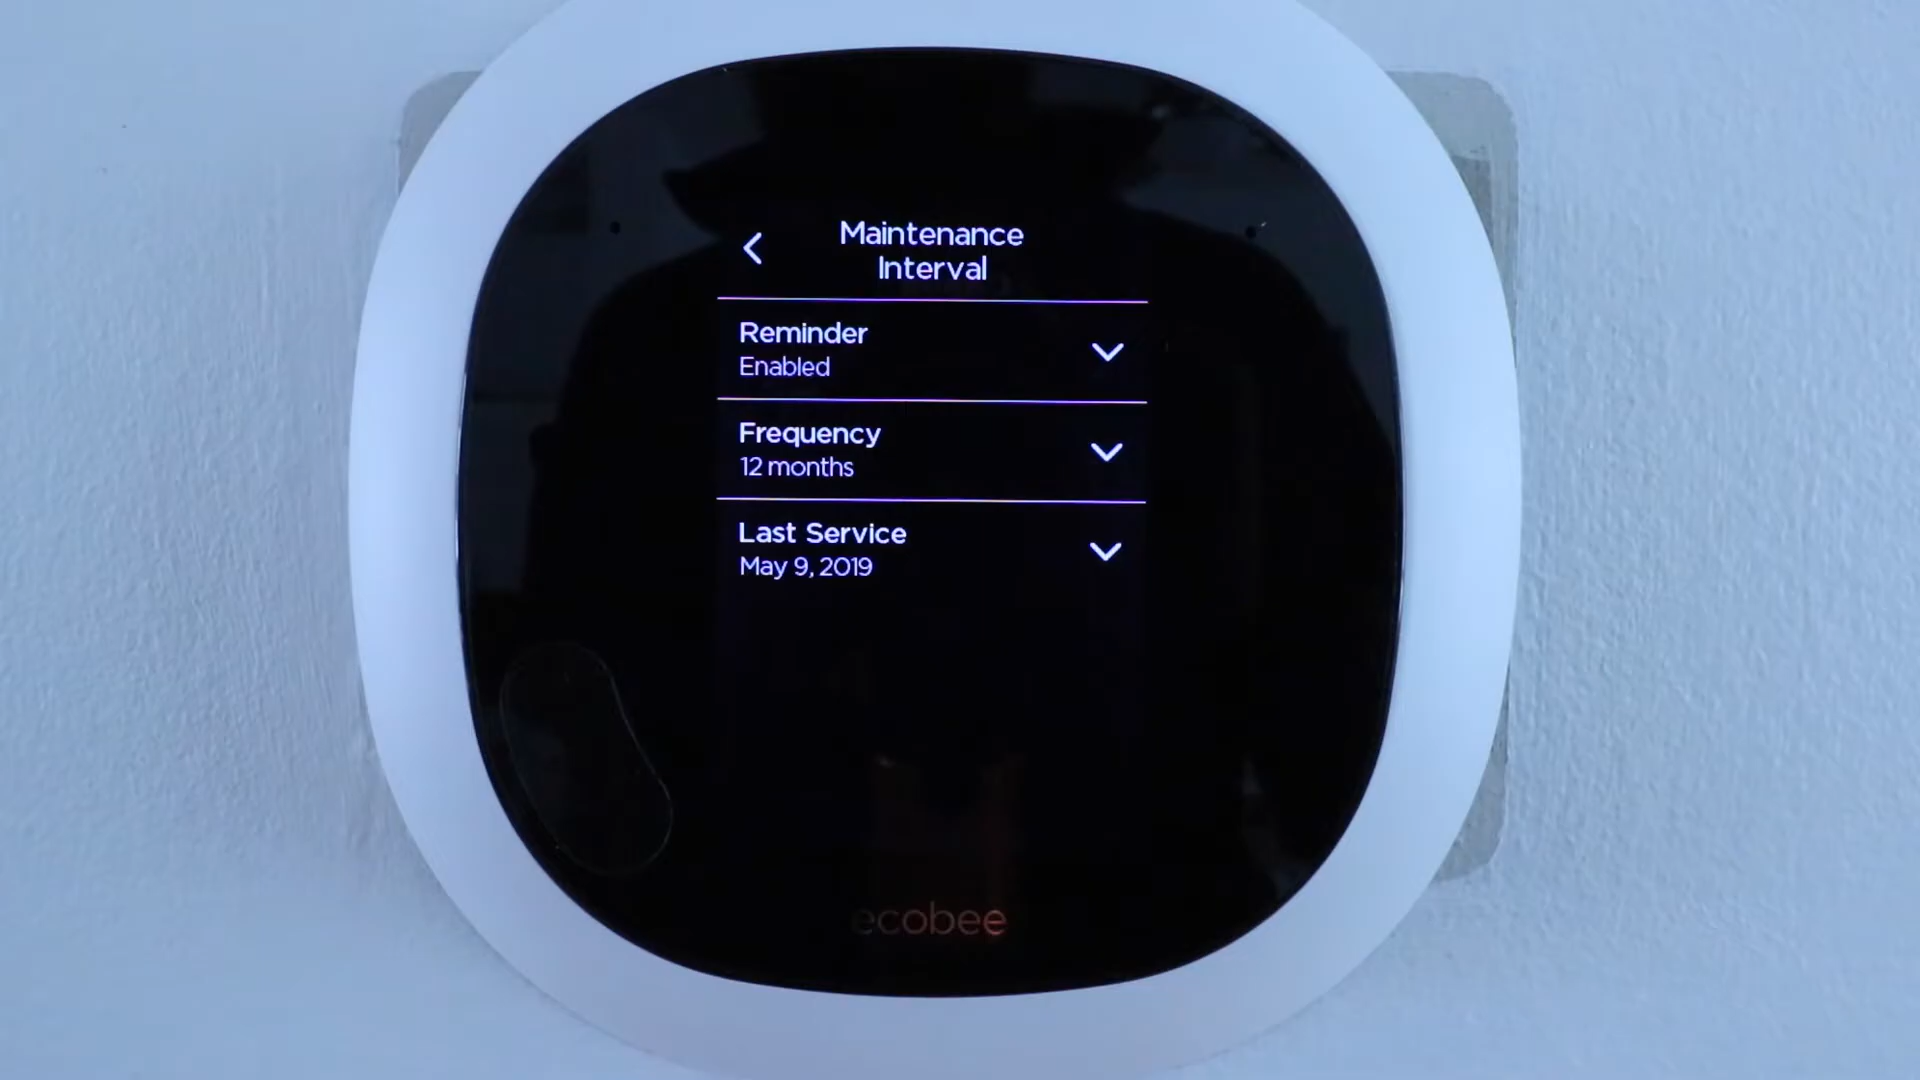 Maintenance
Interval
Reminder
Enabled
Frequency
12 months
Last Service
May 9, 2019
ecobee